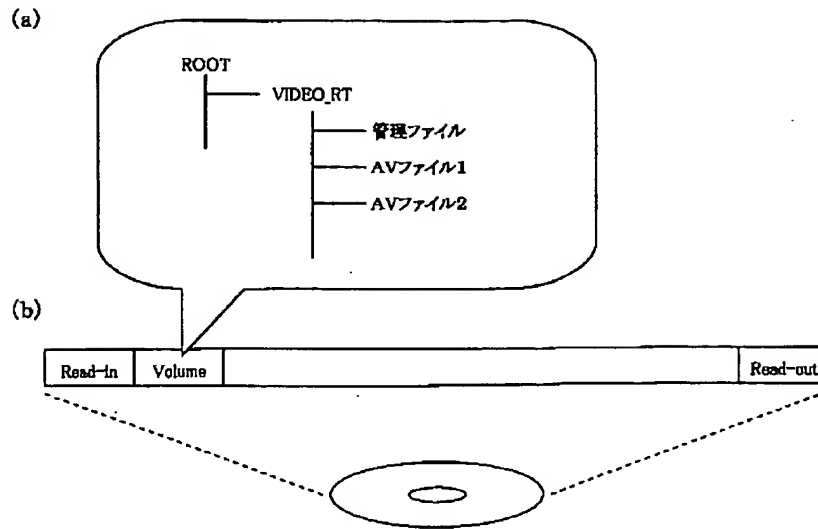 (a)
ROOT
VIDEO_RT
管理ファイル
AVファイル1
AVファイル2
(b)
Read-in
Volume
Read-out